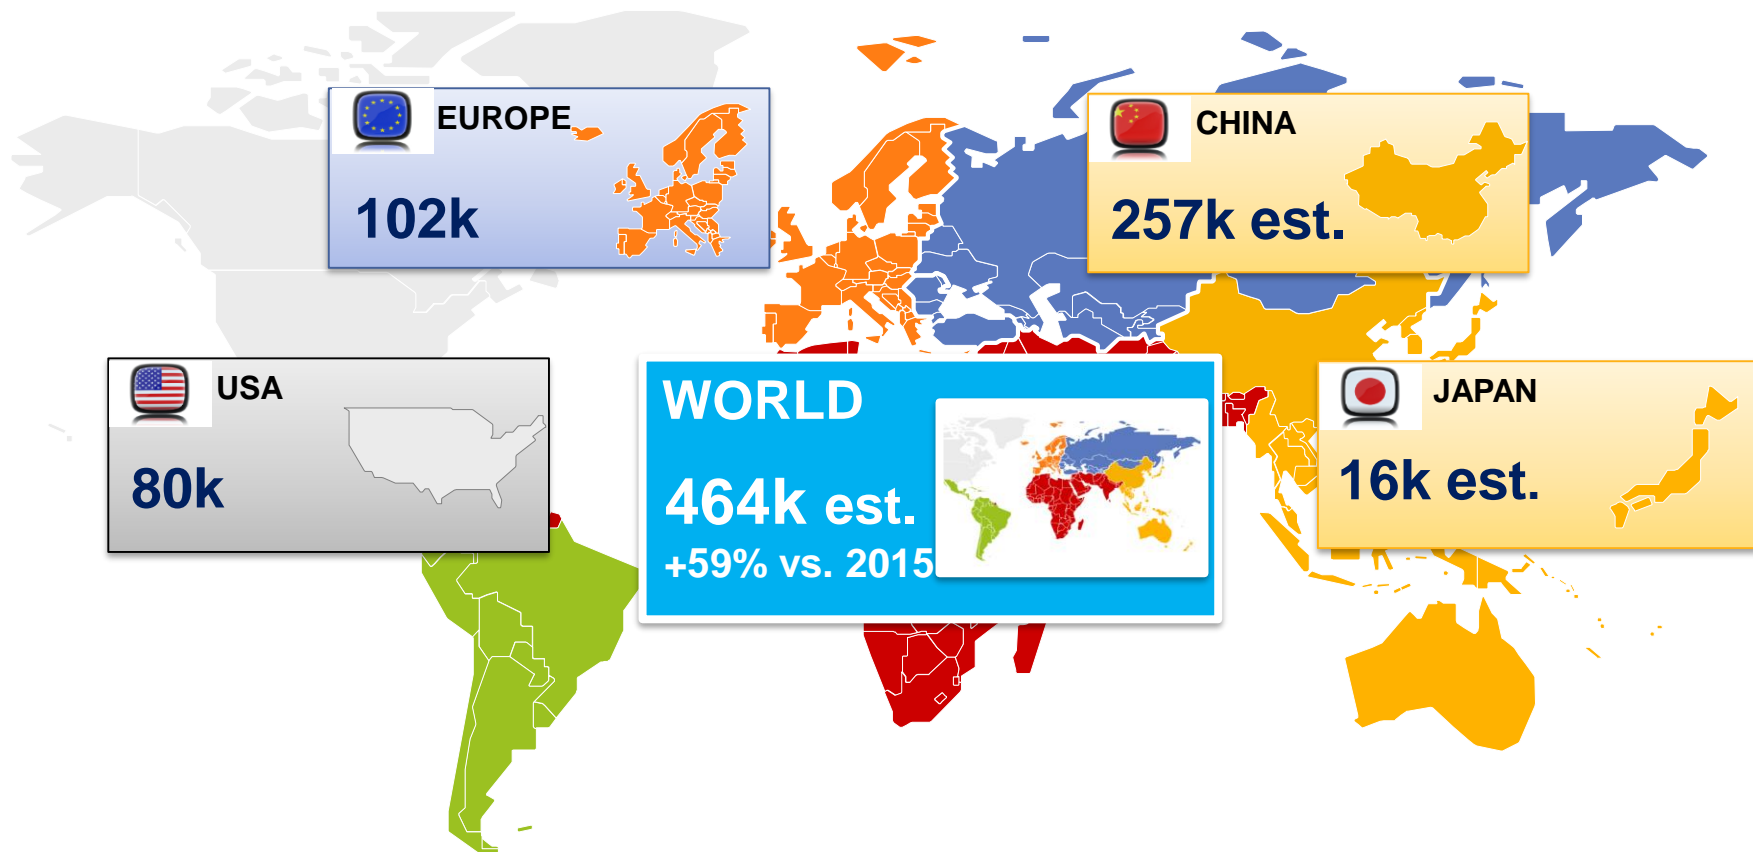 EUROPE
102k
CHINA
257k est.
USA
80k
WORLD
464k est.
+59% vs. 2015
JAPAN
16k est.